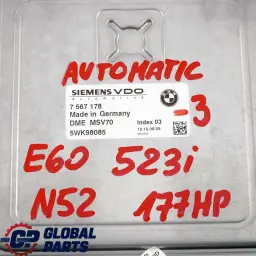 AUTOMATIC
SIEMENS VDO
Automotive
7 567 178
Made in Germany
DME MSV70
Index 03
5WK98085
3
E60 523i
N52 177HP
GLOBAL
PARTS